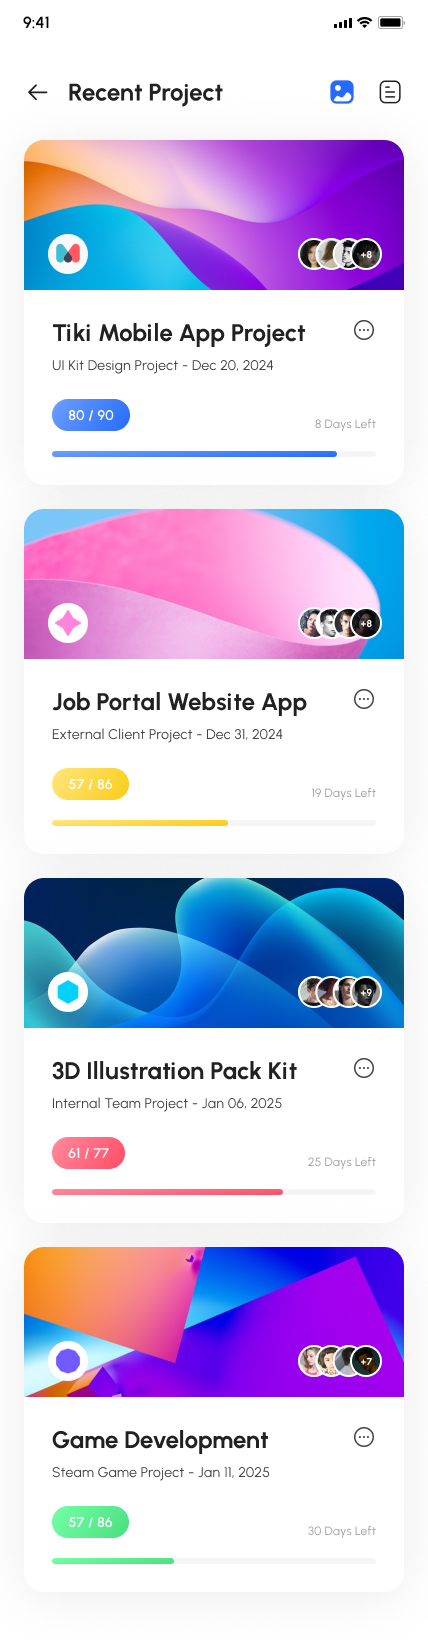 9:41
Recent Project
+8
Tiki Mobile App Project
UI Kit Design Project - Dec 20, 2024
80 / 90
8 Days Left
+8
Job Portal Website App
External Client Project - Dec 31, 2024
57 / 86
19 Days Left
+9
3D Illustration Pack Kit
Internal Team Project - Jan 06, 2025
61 / 77
25 Days Left
+7
Game Development
Steam Game Project - Jan 11, 2025
57 / 86
30 Days Left